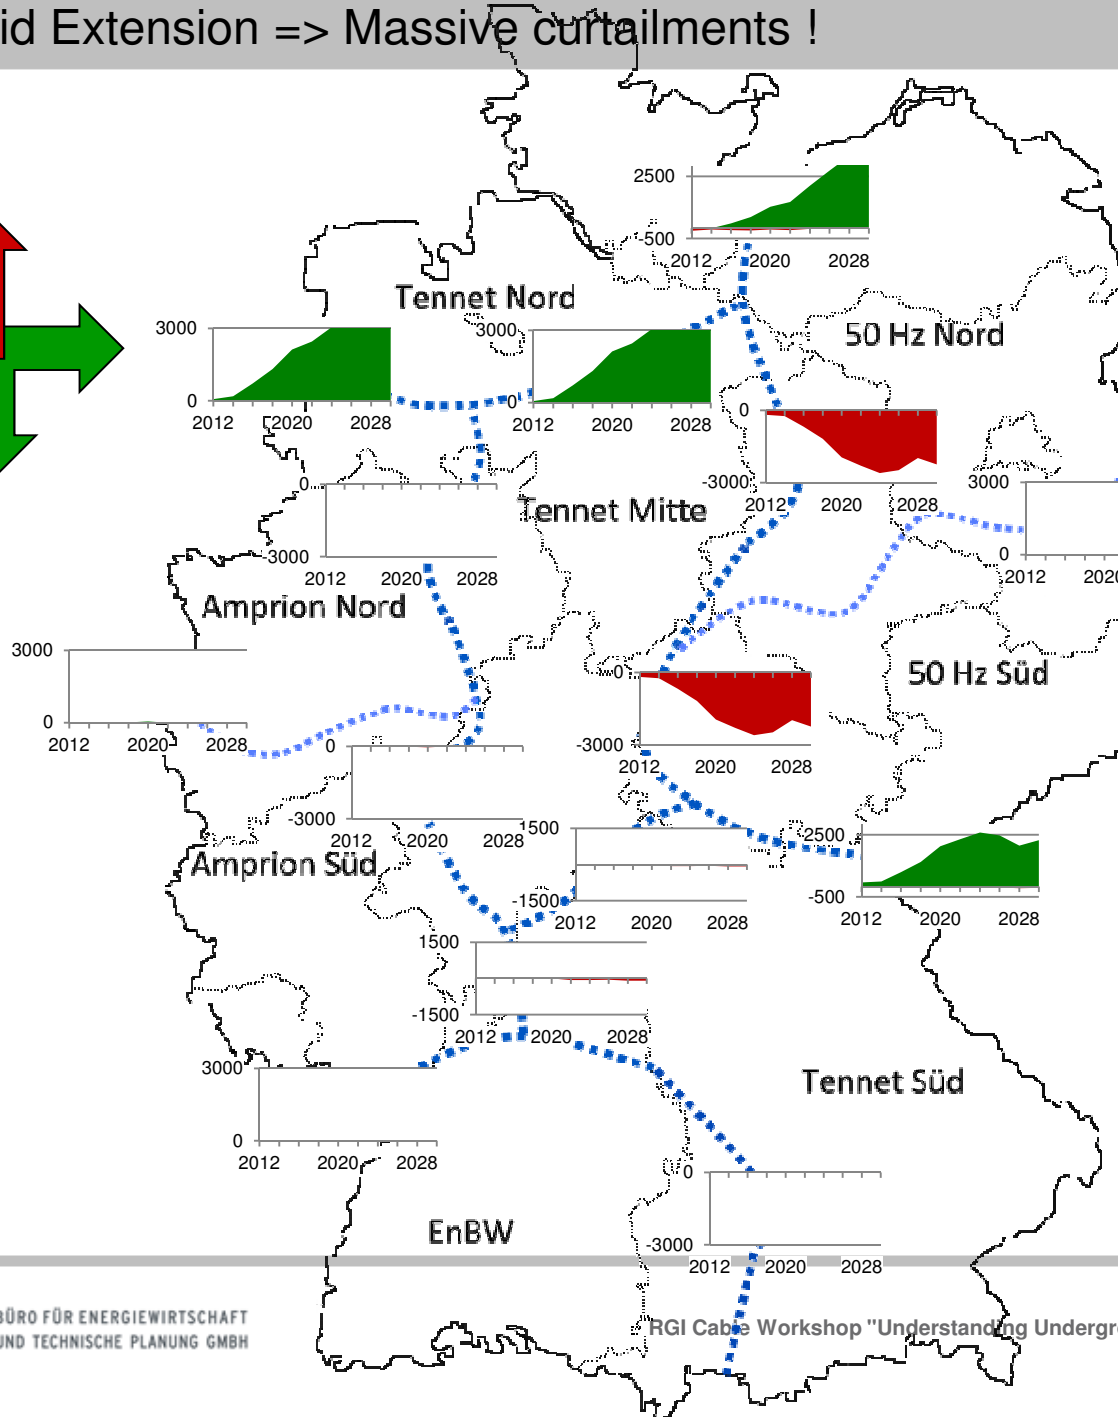 id Extension => Massive curtailments !
2500
-500
2012 2020 2028
Tennet Nord
50 Hz Nord
3000
0
2012 2020 2028
3000
0
2012 2020 2028
0
-3000
2012 2020 2028
0
-3000
2012 2020 2028
Tennet Mitte
3000
0
2012 2020
Amprion Nord
3000
0
2012 2020 2028
0
-3000
2012 2020 2028
50 Hz Süd
0
-3000
2012 2020 2028
Amprion Süd
1500
-1500
2012 2020 2028
2500
-500
2012 2020 2028
1500
-1500
2012 2020 2028
3000
0
2012 2020 2028
Tennet Süd
0
-3000
2012 2020 2028
EnBW
BÜRO FÜR ENERGIEWIRTSCHAFT
UND TECHNISCHE PLANUNG GMBH
RGI Cable Workshop "Understanding Undergr